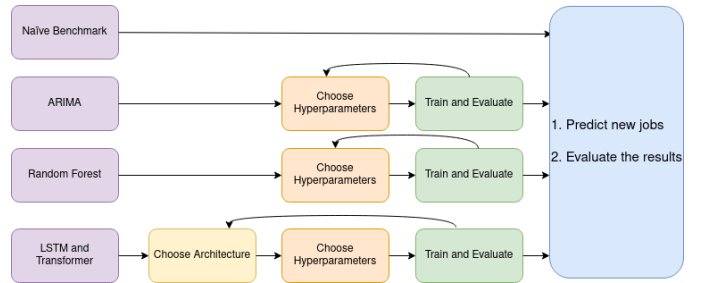 Naïve Benchmark
ARIMA
Choose
Hyperparameters
Train and Evaluate
Random Forest
Choose
Hyperparameters
Train and Evaluate
LSTM and
Transformer
Choose Architecture
Choose
Hyperparameters
Train and Evaluate
1. Predict new jobs
2. Evaluate the results